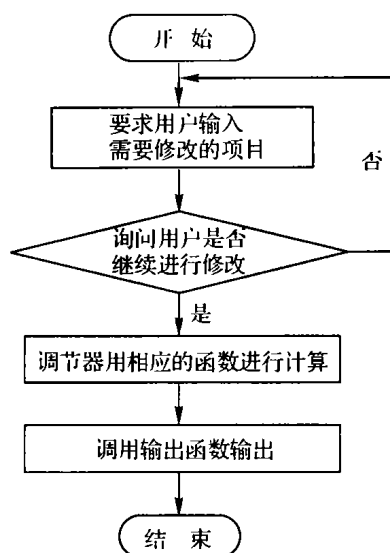 开 始
要求用户输入
需要修改的项目
否
询问用户是否
继续进行修改
是
调节器用相应的函数进行计算
调用输出函数输出
结 束